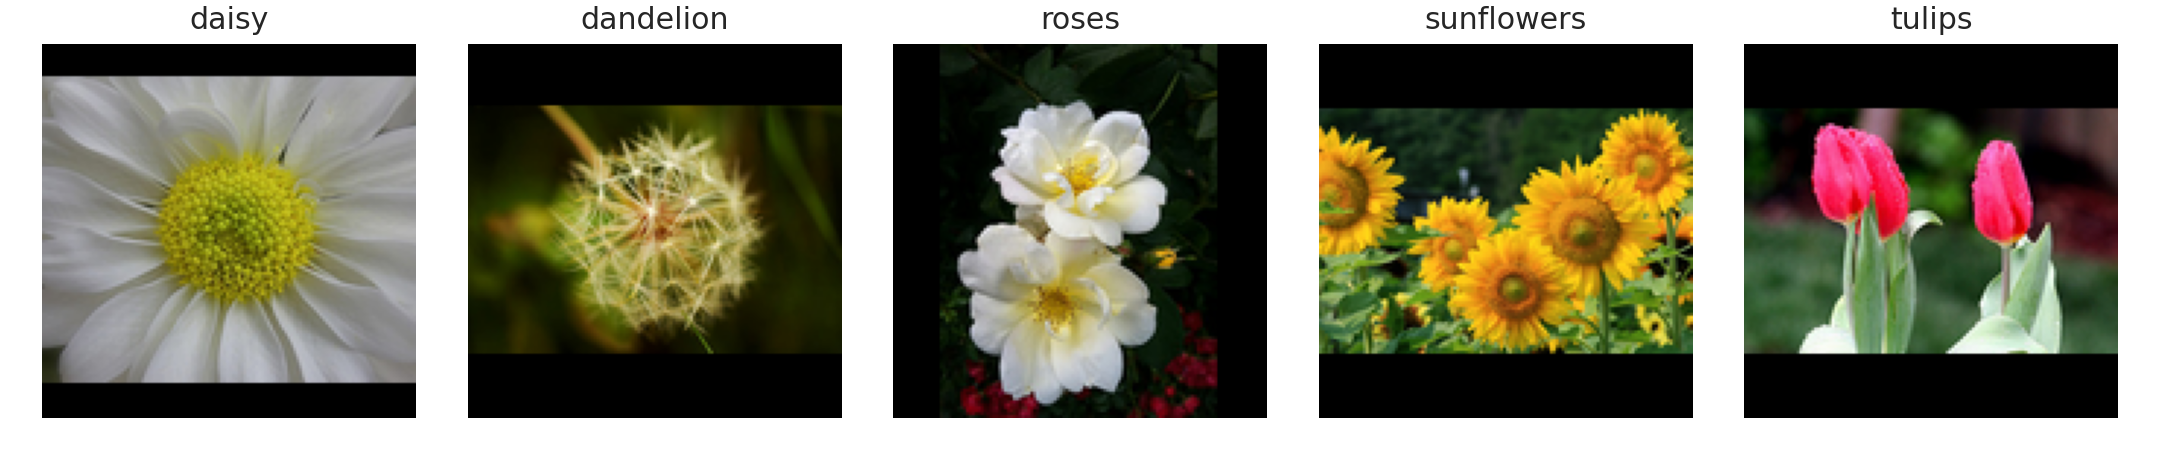 daisy
dandelion
roses
sunflowers
tulips